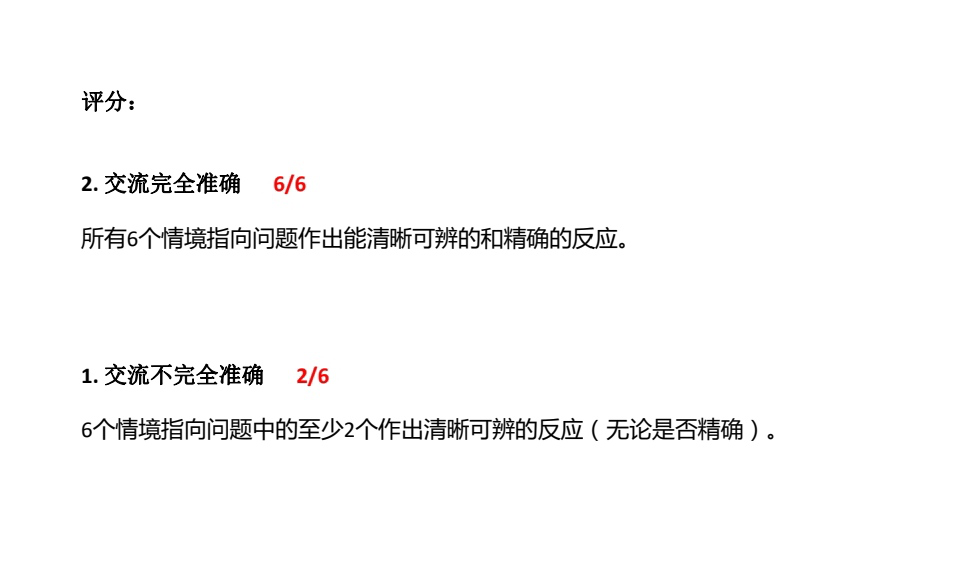 评分：
2. 交流完全准确 6/6
所有6个情境指向问题作出能清晰可辨的和精确的反应。
1. 交流不完全准确 2/6
6个情境指向问题中的至少2个作出清晰可辨的反应（无论是否精确）。